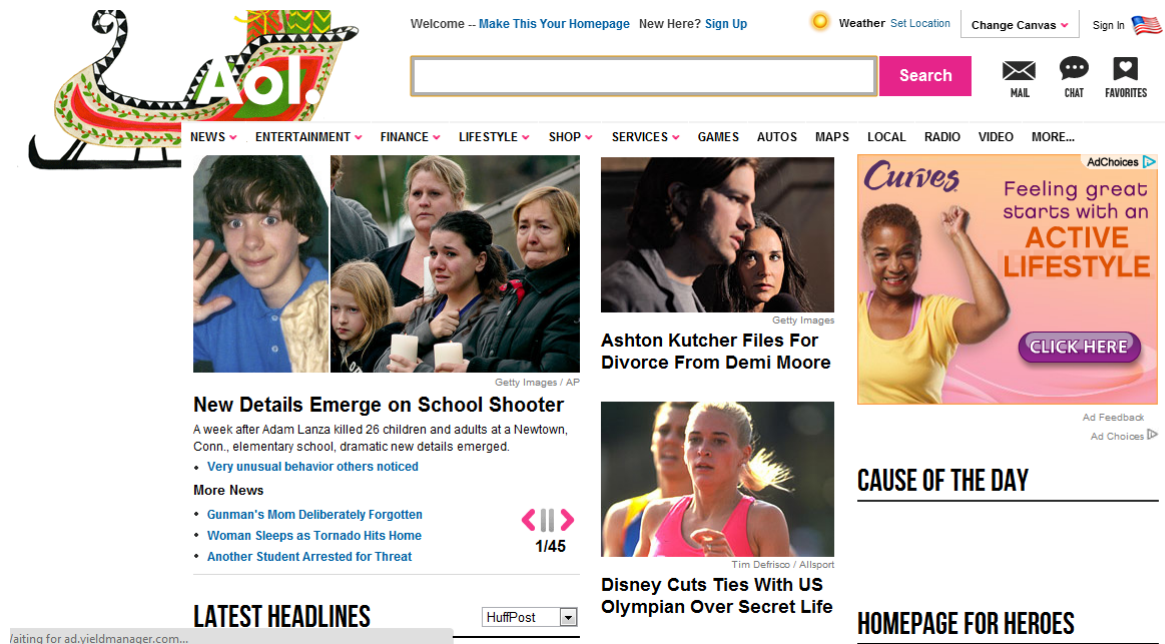 Welcome -- Make This Your Homepage New Here? Sign Up
Weather Set Location
Change Canvas
Sign In
Aol.
Search
MAIL
CHAT
FAVORITES
NEWS ENTERTAINMENT FINANCE LIFESTYLE SHOP SERVICES GAMES AUTOS MAPS LOCAL RADIO VIDEO MORE...
Getty Images / AP
New Details Emerge on School Shooter
A week after Adam Lanza killed 26 children and adults at a Newtown,
Conn., elementary school, dramatic new details emerged.
Very unusual behavior others noticed
More News
Gunman's Mom Deliberately Forgotten
Woman Sleeps as Tornado Hits Home
Another Student Arrested for Threat
1/45
LATEST HEADLINES
HuffPost
Getty Images
Ashton Kutcher Files For
Divorce From Demi Moore
Tim Defrisco / Allsport
Disney Cuts Ties With US
Olympian Over Secret Life
AdChoices
Curves
Feeling great
starts with an
ACTIVE
LIFESTYLE
CLICK HERE
Ad Feedback
Ad Choices
CAUSE OF THE DAY
HOMEPAGE FOR HEROES
/aiting for ad.yieldmanager.com...